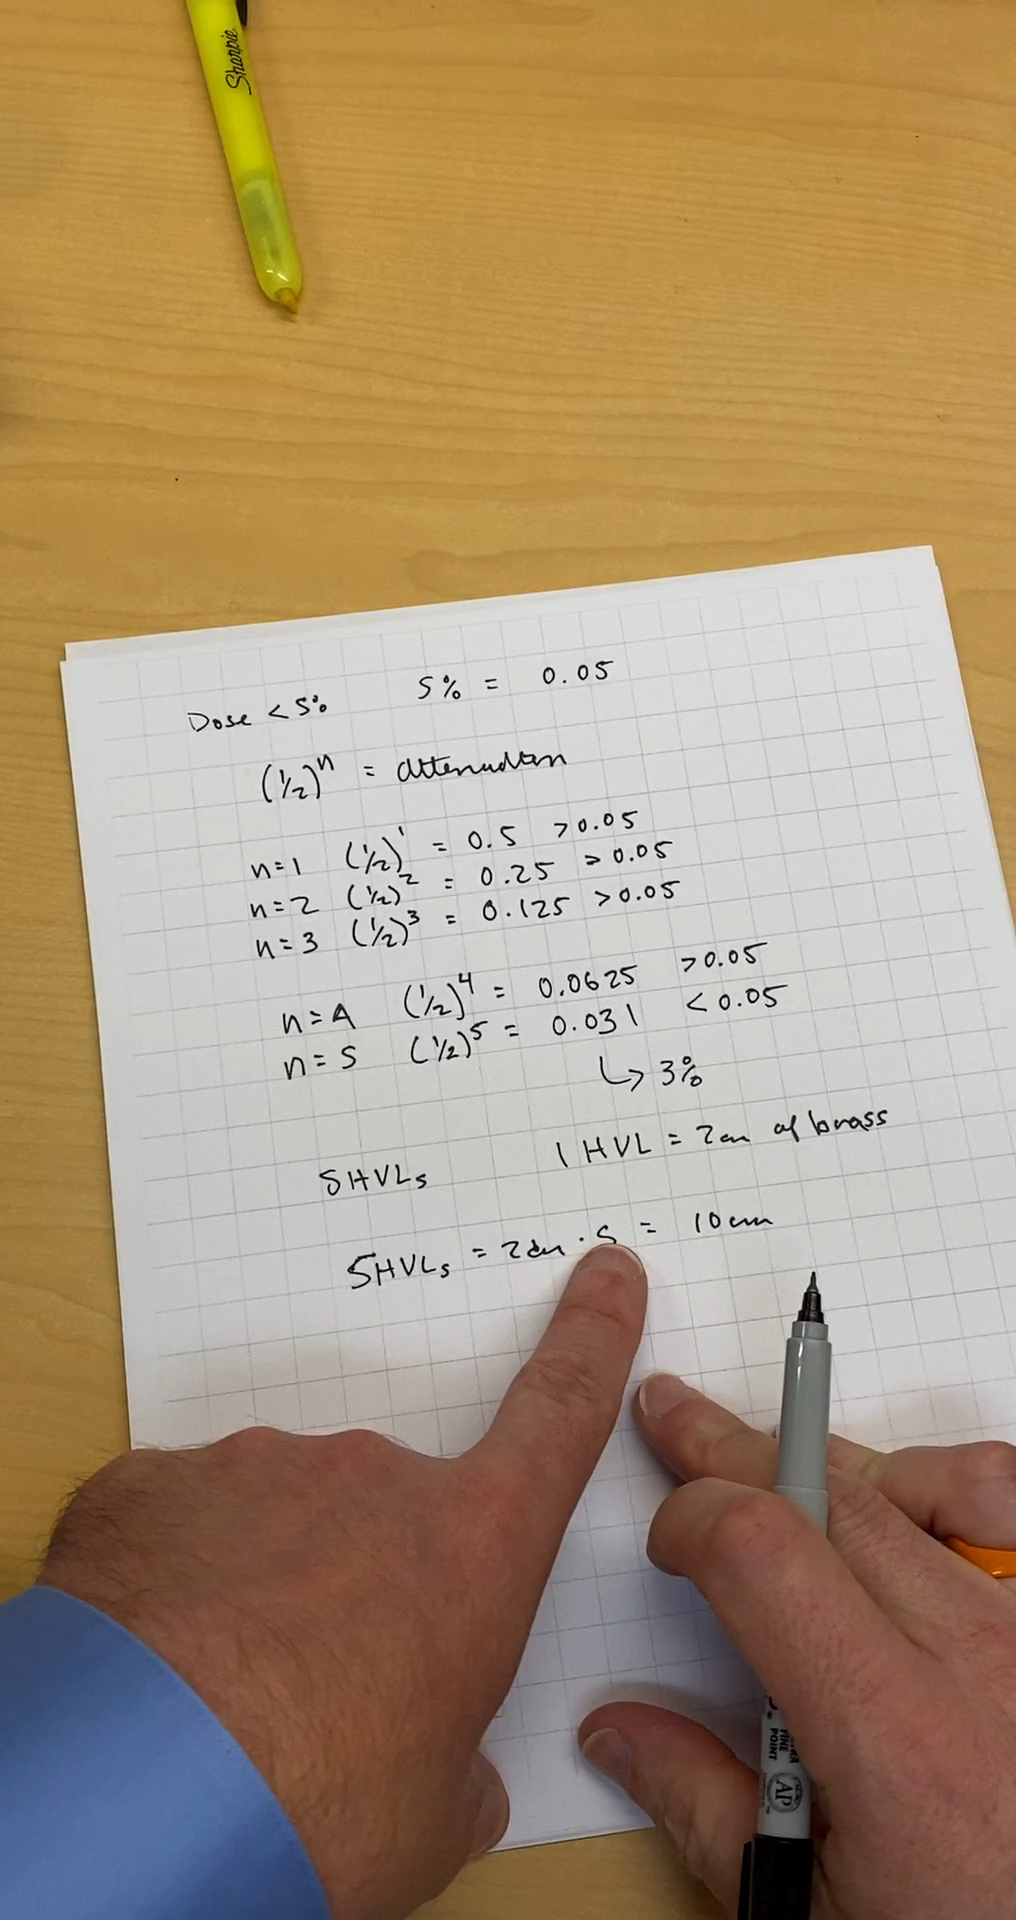 Sharpie
Dose < 5% 5% = 0.05
(1/2)^n = attenuation
n=1 (1/2)^1 = 0.5 >0.05
n=2 (1/2)^2 = 0.25 >0.05
n=3 (1/2)^3 = 0.125 >0.05
n=4 (1/2)^4 = 0.0625 >0.05
n=5 (1/2)^5 = 0.031 <0.05
↳ 3%
5HVLs 1 HVL = 2cm of brass
5HVLs = 2cm · 5 = 10cm
FINE
POINT
AP